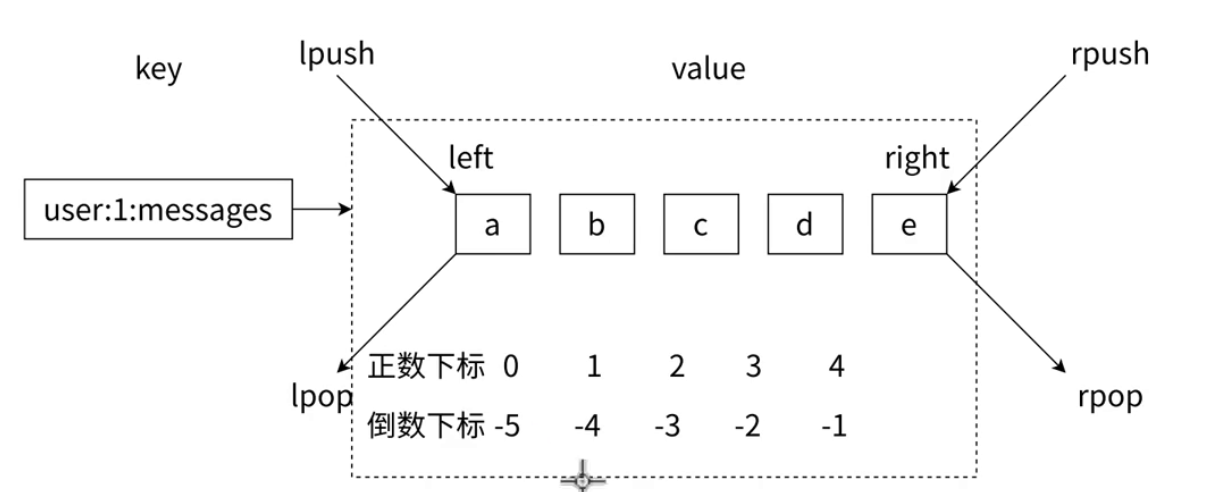 key
lpush
value
rpush
left
right
user:1:messages
a b c d e
正数下标 0 1 2 3 4
lpop
rpop
倒数下标 -5 -4 -3 -2 -1